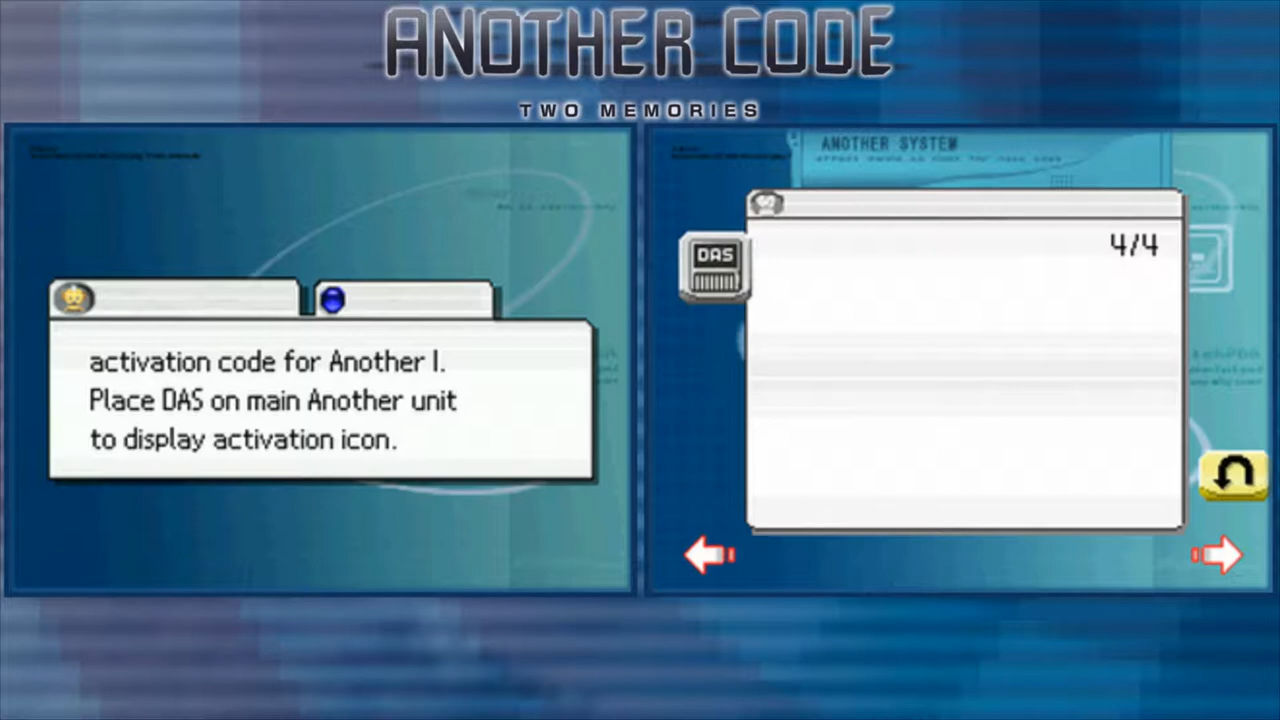 ANOTHER CODE
TWO MEMORIES
activation code for Another I.
Place DAS on main Another unit
to display activation icon.
ANOTHER SYSTEM
DAS
4/4